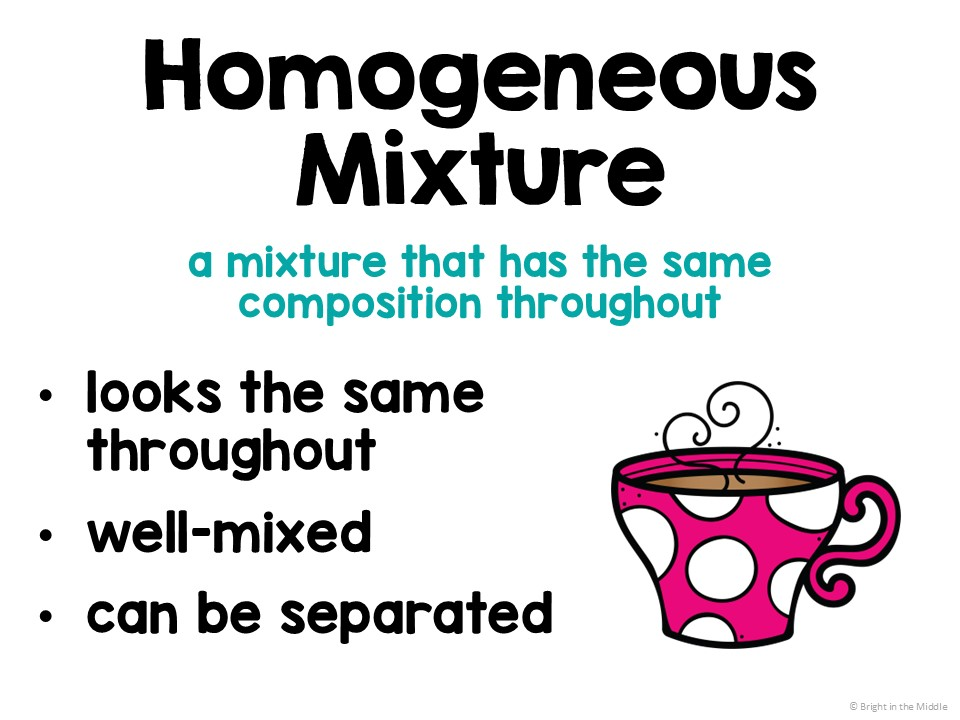 Homogeneous
Mixture
a mixture that has the same
composition throughout
• looks the same
throughout
• well-mixed
• can be separated
© Bright in the Middle